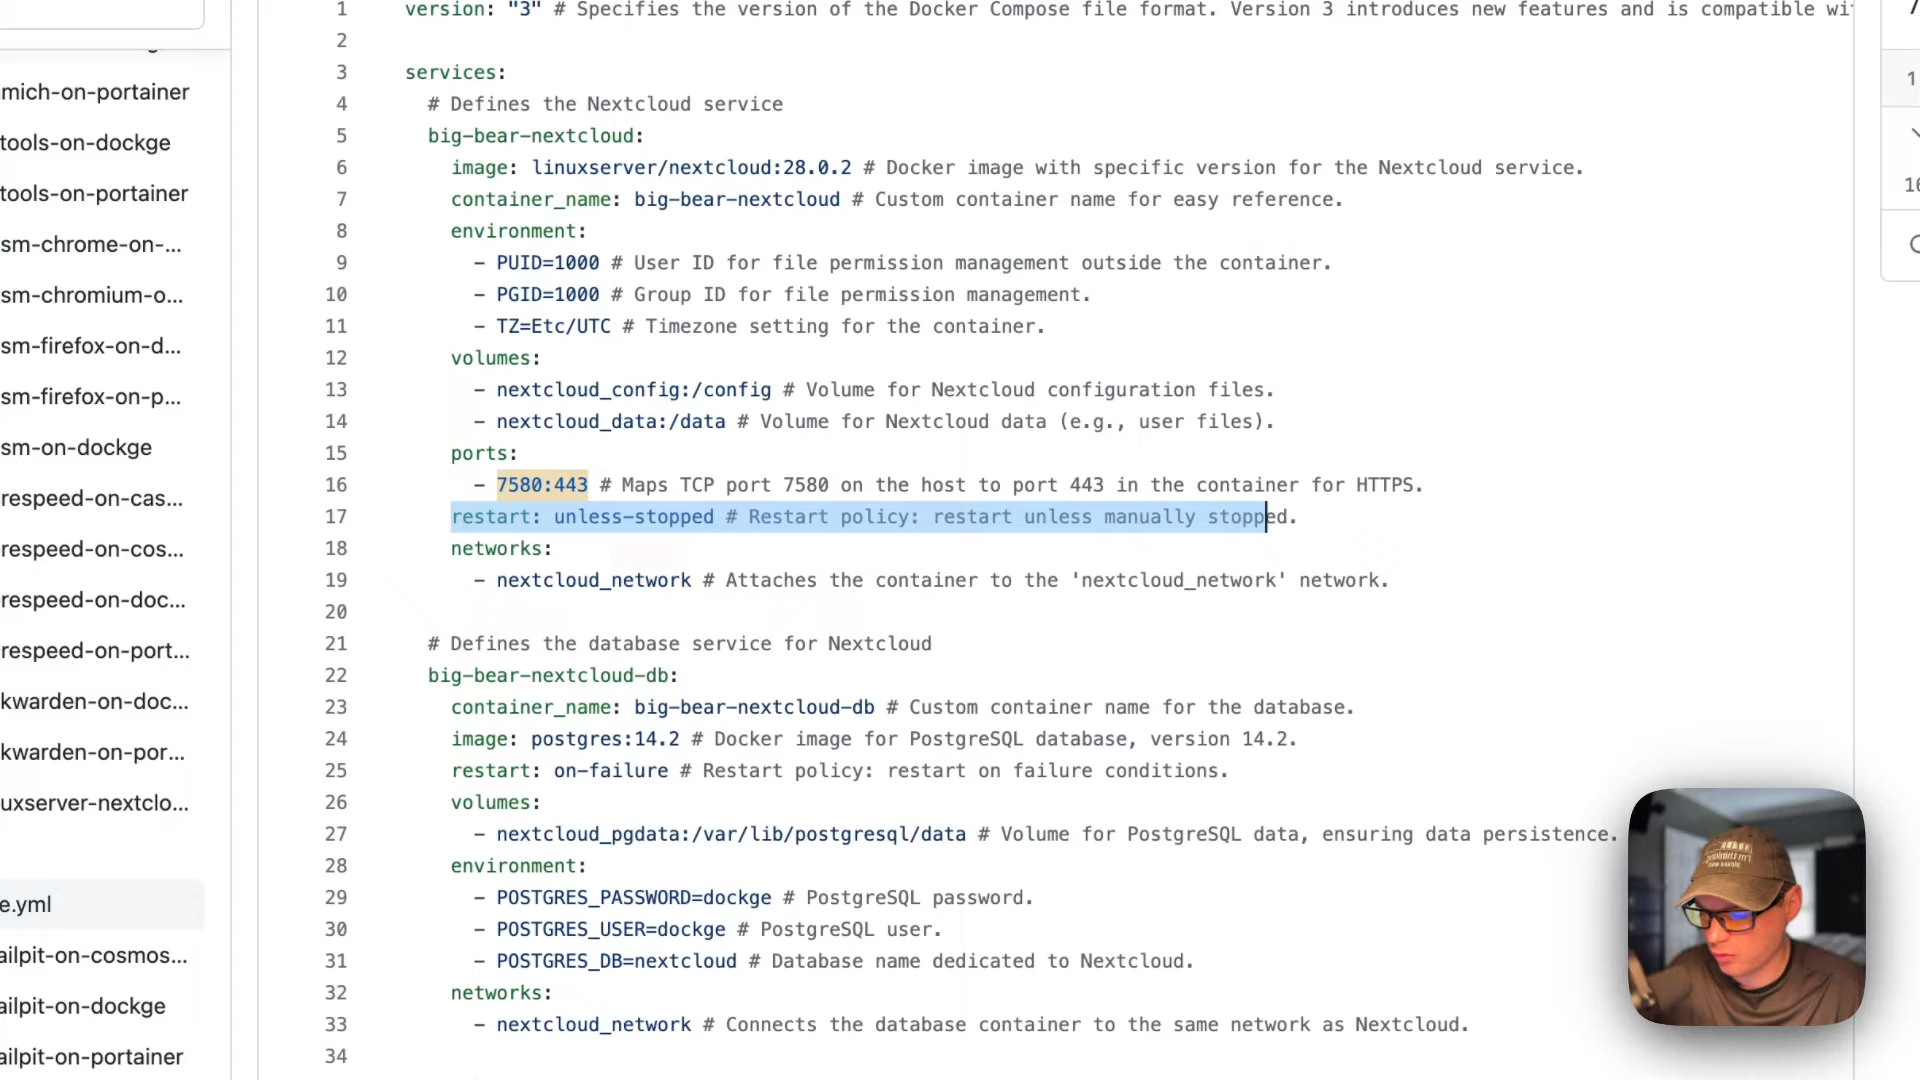 mich-on-portainer
tools-on-dockge
tools-on-portainer
sm-chrome-on-...
sm-chromium-o...
sm-firefox-on-d...
sm-firefox-on-p...
sm-on-dockge
respeed-on-cas...
respeed-on-cos...
respeed-on-doc...
respeed-on-port...
kwarden-on-doc...
kwarden-on-por...
uxserver-nextclo...
e.yml
ailpit-on-cosmos...
ailpit-on-dockge
ailpit-on-portainer
1 version: "3" # Specifies the version of the Docker Compose file format. Version 3 introduces new features and is compatible wi
2
3 services:
4 # Defines the Nextcloud service
5 big-bear-nextcloud:
6 image: linuxserver/nextcloud:28.0.2 # Docker image with specific version for the Nextcloud service.
7 container_name: big-bear-nextcloud # Custom container name for easy reference.
8 environment:
9 - PUID=1000 # User ID for file permission management outside the container.
10 - PGID=1000 # Group ID for file permission management.
11 - TZ=Etc/UTC # Timezone setting for the container.
12 volumes:
13 - nextcloud_config:/config # Volume for Nextcloud configuration files.
14 - nextcloud_data:/data # Volume for Nextcloud data (e.g., user files).
15 ports:
16 - 7580:443 # Maps TCP port 7580 on the host to port 443 in the container for HTTPS.
17 restart: unless-stopped # Restart policy: restart unless manually stopped.
18 networks:
19 - nextcloud_network # Attaches the container to the 'nextcloud_network' network.
20
21 # Defines the database service for Nextcloud
22 big-bear-nextcloud-db:
23 container_name: big-bear-nextcloud-db # Custom container name for the database.
24 image: postgres:14.2 # Docker image for PostgreSQL database, version 14.2.
25 restart: on-failure # Restart policy: restart on failure conditions.
26 volumes:
27 - nextcloud_pgdata:/var/lib/postgresql/data # Volume for PostgreSQL data, ensuring data persistence.
28 environment:
29 - POSTGRES_PASSWORD=dockge # PostgreSQL password.
30 - POSTGRES_USER=dockge # PostgreSQL user.
31 - POSTGRES_DB=nextcloud # Database name dedicated to Nextcloud.
32 networks:
33 - nextcloud_network # Connects the database container to the same network as Nextcloud.
34
1